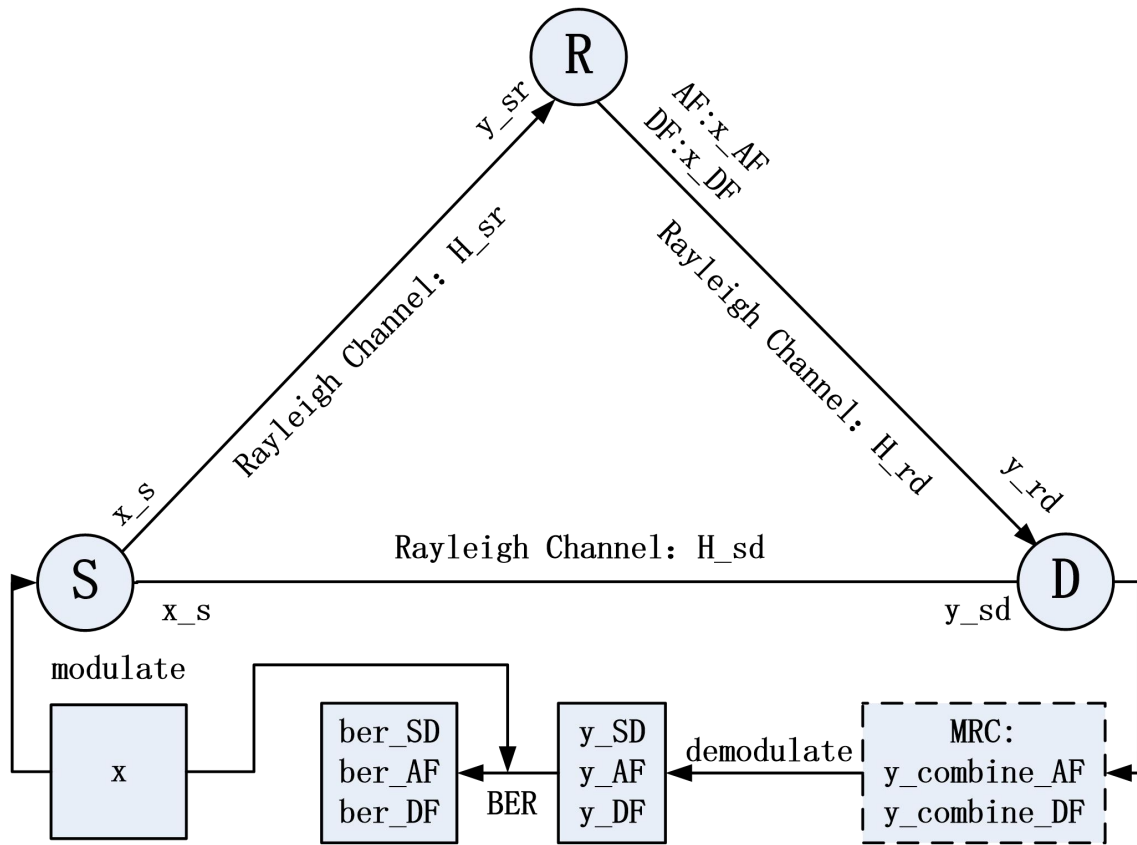 R
y_sr
AF:x_AF
DF:x_DF
Rayleigh Channel: H_sr
Rayleigh Channel: H_rd
x_s
y_rd
Rayleigh Channel: H_sd
S
D
x_s
y_sd
modulate
x
ber_SD
ber_AF
ber_DF
BER
y_SD
y_AF
y_DF
demodulate
MRC:
y_combine_AF
y_combine_DF